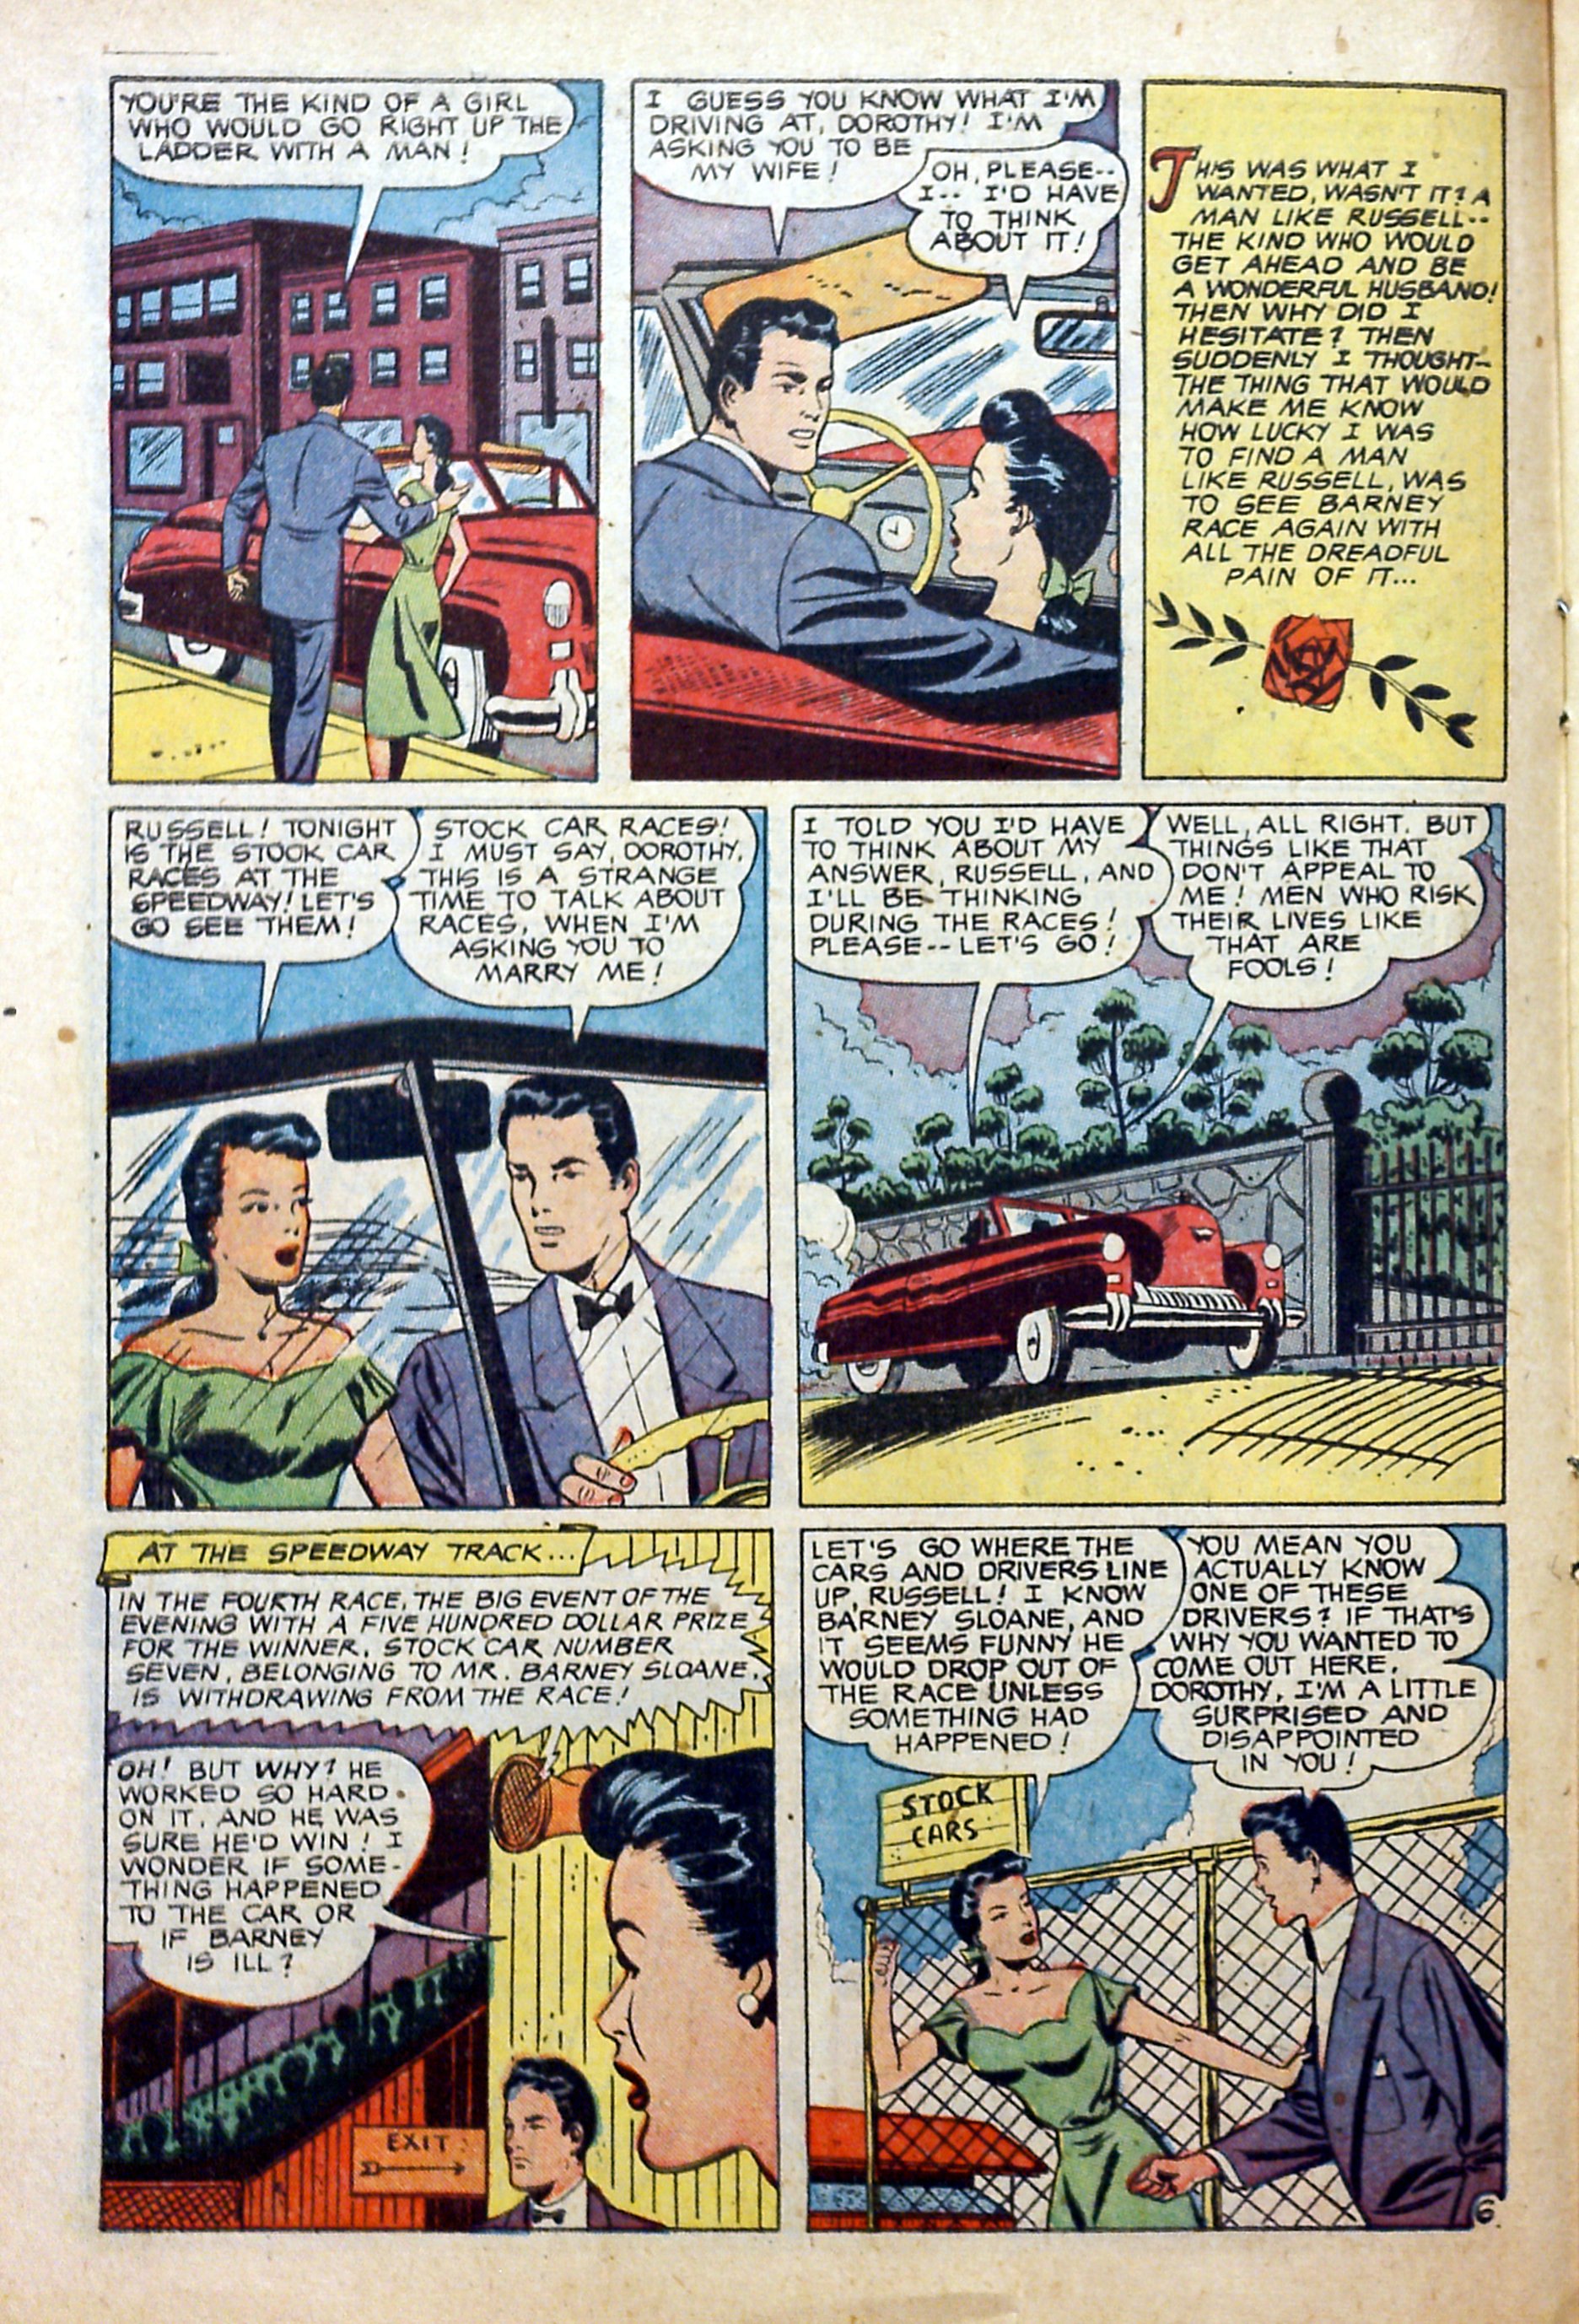 YOU'RE THE KIND OF A GIRL
WHO WOULD GO RIGHT UP THE
LADDER WITH A MAN!
I GUESS YOU KNOW WHAT I'M
DRIVING AT, DOROTHY! I'M
ASKING YOU TO BE
MY WIFE!
OH, PLEASE--
I-- I'D HAVE
TO THINK
ABOUT IT!
THIS WAS WHAT I
WANTED, WASN'T IT? A
MAN LIKE RUSSELL--
THE KIND WHO WOULD
GET AHEAD AND BE
A WONDERFUL HUSBAND!
THEN WHY DID I
HESITATE? THEN
SUDDENLY I THOUGHT--
THE THING THAT WOULD
MAKE ME KNOW
HOW LUCKY I WAS
TO FIND A MAN
LIKE RUSSELL, WAS
TO SEE BARNEY
RACE AGAIN WITH
ALL THE DREADFUL
PAIN OF IT...
RUSSELL! TONIGHT
IS THE STOCK CAR
RACES AT THE
SPEEDWAY! LET'S
GO SEE THEM!
STOCK CAR RACES!
I MUST SAY, DOROTHY,
THIS IS A STRANGE
TIME TO TALK ABOUT
RACES, WHEN I'M
ASKING YOU TO
MARRY ME!
I TOLD YOU I'D HAVE
TO THINK ABOUT MY
ANSWER, RUSSELL, AND
I'LL BE THINKING
DURING THE RACES!
PLEASE-- LET'S GO!
WELL, ALL RIGHT. BUT
THINGS LIKE THAT
DON'T APPEAL TO
ME! MEN WHO RISK
THEIR LIVES LIKE
THAT ARE
FOOLS!
AT THE SPEEDWAY TRACK...
IN THE FOURTH RACE, THE BIG EVENT OF THE
EVENING WITH A FIVE HUNDRED DOLLAR PRIZE
FOR THE WINNER, STOCK CAR NUMBER
SEVEN, BELONGING TO MR. BARNEY SLOANE,
IS WITHDRAWING FROM THE RACE!
OH! BUT WHY? HE
WORKED SO HARD
ON IT, AND HE WAS
SURE HE'D WIN! I
WONDER IF SOME-
THING HAPPENED
TO THE CAR OR
IF BARNEY
IS ILL?
EXIT
LET'S GO WHERE THE
CARS AND DRIVERS LINE
UP, RUSSELL! I KNOW
BARNEY SLOANE, AND
IT SEEMS FUNNY HE
WOULD DROP OUT OF
THE RACE UNLESS
SOMETHING HAD
HAPPENED!
YOU MEAN YOU
ACTUALLY KNOW
ONE OF THESE
DRIVERS? IF THAT'S
WHY YOU WANTED TO
COME OUT HERE,
DOROTHY, I'M A LITTLE
SURPRISED AND
DISAPPOINTED
IN YOU!
STOCK
CARS
6